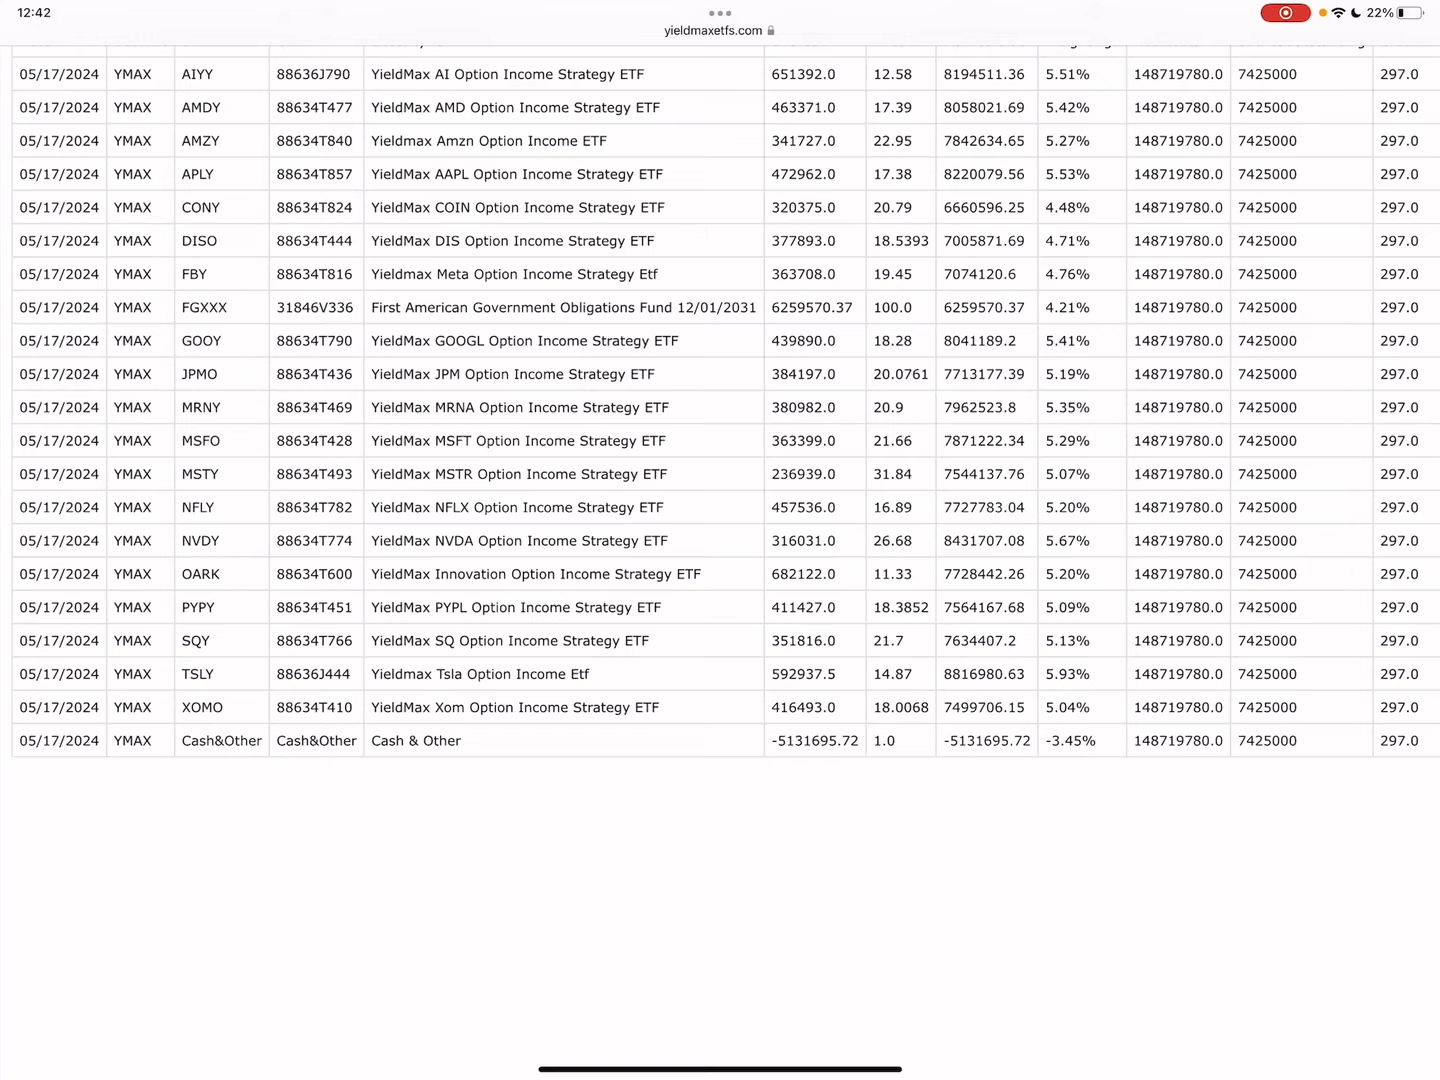 12:42
22%
yieldmaxetfs.com
05/17/2024 YMAX AIYY 88636J790 YieldMax AI Option Income Strategy ETF 651392.0 12.58 8194511.36 5.51% 148719780.0 7425000 297.0
05/17/2024 YMAX AMDY 88634T477 YieldMax AMD Option Income Strategy ETF 463371.0 17.39 8058021.69 5.42% 148719780.0 7425000 297.0
05/17/2024 YMAX AMZY 88634T840 Yieldmax Amzn Option Income ETF 341727.0 22.95 7842634.65 5.27% 148719780.0 7425000 297.0
05/17/2024 YMAX APLY 88634T857 YieldMax AAPL Option Income Strategy ETF 472962.0 17.38 8220079.56 5.53% 148719780.0 7425000 297.0
05/17/2024 YMAX CONY 88634T824 YieldMax COIN Option Income Strategy ETF 320375.0 20.79 6660596.25 4.48% 148719780.0 7425000 297.0
05/17/2024 YMAX DISO 88634T444 YieldMax DIS Option Income Strategy ETF 377893.0 18.5393 7005871.69 4.71% 148719780.0 7425000 297.0
05/17/2024 YMAX FBY 88634T816 Yieldmax Meta Option Income Strategy Etf 363708.0 19.45 7074120.6 4.76% 148719780.0 7425000 297.0
05/17/2024 YMAX FGXXX 31846V336 First American Government Obligations Fund 12/01/2031 6259570.37 100.0 6259570.37 4.21% 148719780.0 7425000 297.0
05/17/2024 YMAX GOOY 88634T790 YieldMax GOOGL Option Income Strategy ETF 439890.0 18.28 8041189.2 5.41% 148719780.0 7425000 297.0
05/17/2024 YMAX JPMO 88634T436 YieldMax JPM Option Income Strategy ETF 384197.0 20.0761 7713177.39 5.19% 148719780.0 7425000 297.0
05/17/2024 YMAX MRNY 88634T469 YieldMax MRNA Option Income Strategy ETF 380982.0 20.9 7962523.8 5.35% 148719780.0 7425000 297.0
05/17/2024 YMAX MSFO 88634T428 YieldMax MSFT Option Income Strategy ETF 363399.0 21.66 7871222.34 5.29% 148719780.0 7425000 297.0
05/17/2024 YMAX MSTY 88634T493 YieldMax MSTR Option Income Strategy ETF 236939.0 31.84 7544137.76 5.07% 148719780.0 7425000 297.0
05/17/2024 YMAX NFLY 88634T782 YieldMax NFLX Option Income Strategy ETF 457536.0 16.89 7727783.04 5.20% 148719780.0 7425000 297.0
05/17/2024 YMAX NVDY 88634T774 YieldMax NVDA Option Income Strategy ETF 316031.0 26.68 8431707.08 5.67% 148719780.0 7425000 297.0
05/17/2024 YMAX OARK 88634T600 YieldMax Innovation Option Income Strategy ETF 682122.0 11.33 7728442.26 5.20% 148719780.0 7425000 297.0
05/17/2024 YMAX PYPY 88634T451 YieldMax PYPL Option Income Strategy ETF 411427.0 18.3852 7564167.68 5.09% 148719780.0 7425000 297.0
05/17/2024 YMAX SQY 88634T766 YieldMax SQ Option Income Strategy ETF 351816.0 21.7 7634407.2 5.13% 148719780.0 7425000 297.0
05/17/2024 YMAX TSLY 88636J444 Yieldmax Tsla Option Income Etf 592937.5 14.87 8816980.63 5.93% 148719780.0 7425000 297.0
05/17/2024 YMAX XOMO 88634T410 YieldMax Xom Option Income Strategy ETF 416493.0 18.0068 7499706.15 5.04% 148719780.0 7425000 297.0
05/17/2024 YMAX Cash&Other Cash&Other Cash & Other -5131695.72 1.0 -5131695.72 -3.45% 148719780.0 7425000 297.0